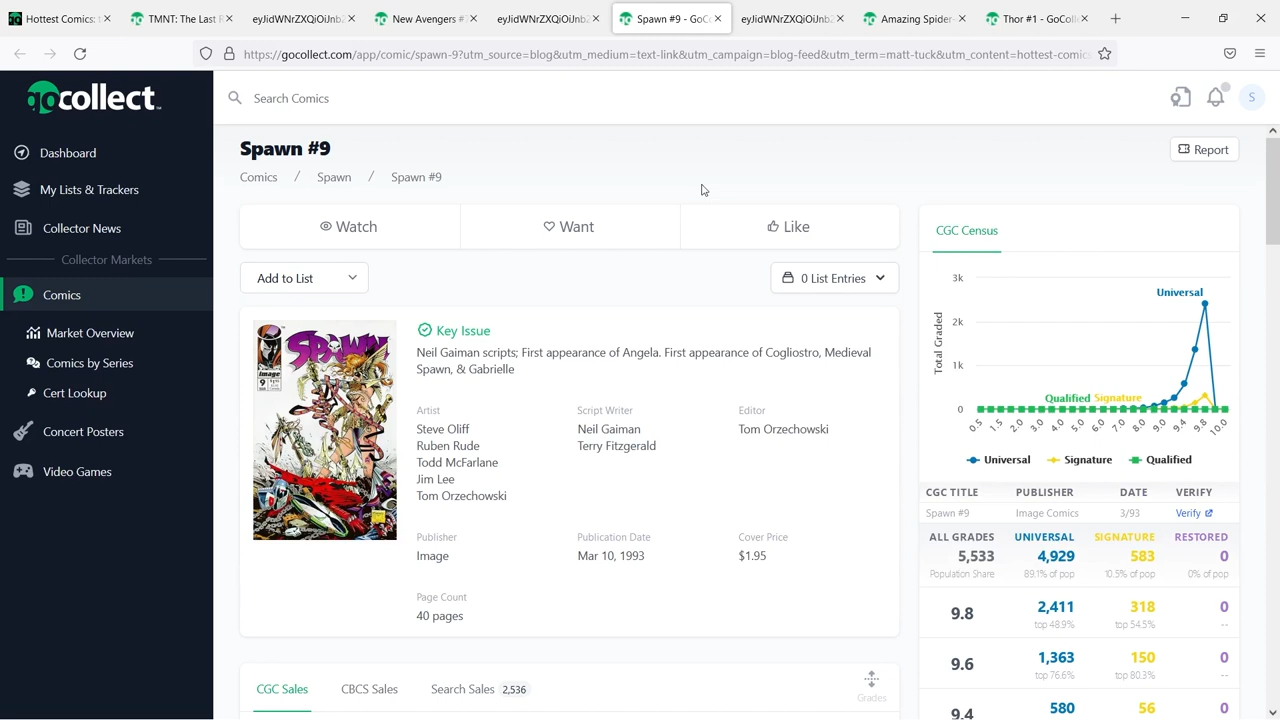 Hottest Comics: t
TMNT: The Last R
eyJidWNrZXQiOiJnb2
New Avengers #
eyJidWNrZXQiOiJnb2
Spawn #9 - GoCo
eyJidWNrZXQiOiJnb2
Amazing Spider-
Thor #1 - GoColl
https://gocollect.com/app/comic/spawn-9?utm_source=blog&utm_medium=text-link&utm_campaign=blog-feed&utm_term=matt-tuck&utm_content=hottest-comics
gocollect
Search Comics
S
Dashboard
My Lists & Trackers
Collector News
Collector Markets
Comics
Market Overview
Comics by Series
Cert Lookup
Concert Posters
Video Games
Spawn #9
Report
Comics / Spawn / Spawn #9
Watch
Want
Like
Add to List
0 List Entries
SPAWN
image
9
Key Issue
Neil Gaiman scripts; First appearance of Angela. First appearance of Cogliostro, Medieval
Spawn, & Gabrielle
Artist
Steve Oliff
Ruben Rude
Todd McFarlane
Jim Lee
Tom Orzechowski
Script Writer
Neil Gaiman
Terry Fitzgerald
Editor
Tom Orzechowski
Publisher
Image
Publication Date
Mar 10, 1993
Cover Price
$1.95
Page Count
40 pages
CGC Sales
CBCS Sales
Search Sales 2,536
Grades
CGC Census
3k
2k
1k
0
Total Graded
Universal
Qualified
Signature
0.5 1.5 2.0 3.0 4.0 5.0 6.0 7.0 8.0 9.0 9.4 9.8 10.0
Universal Signature Qualified
CGC TITLE PUBLISHER DATE VERIFY
Spawn #9 Image Comics 3/93 Verify
ALL GRADES UNIVERSAL SIGNATURE RESTORED
5,533 4,929 583 0
Population Share 89.1% of pop 10.5% of pop 0% of pop
9.8 2,411 318 0
top 48.9% top 54.5% --
9.6 1,363 150 0
top 76.6% top 80.3% --
9.4 580 56 0